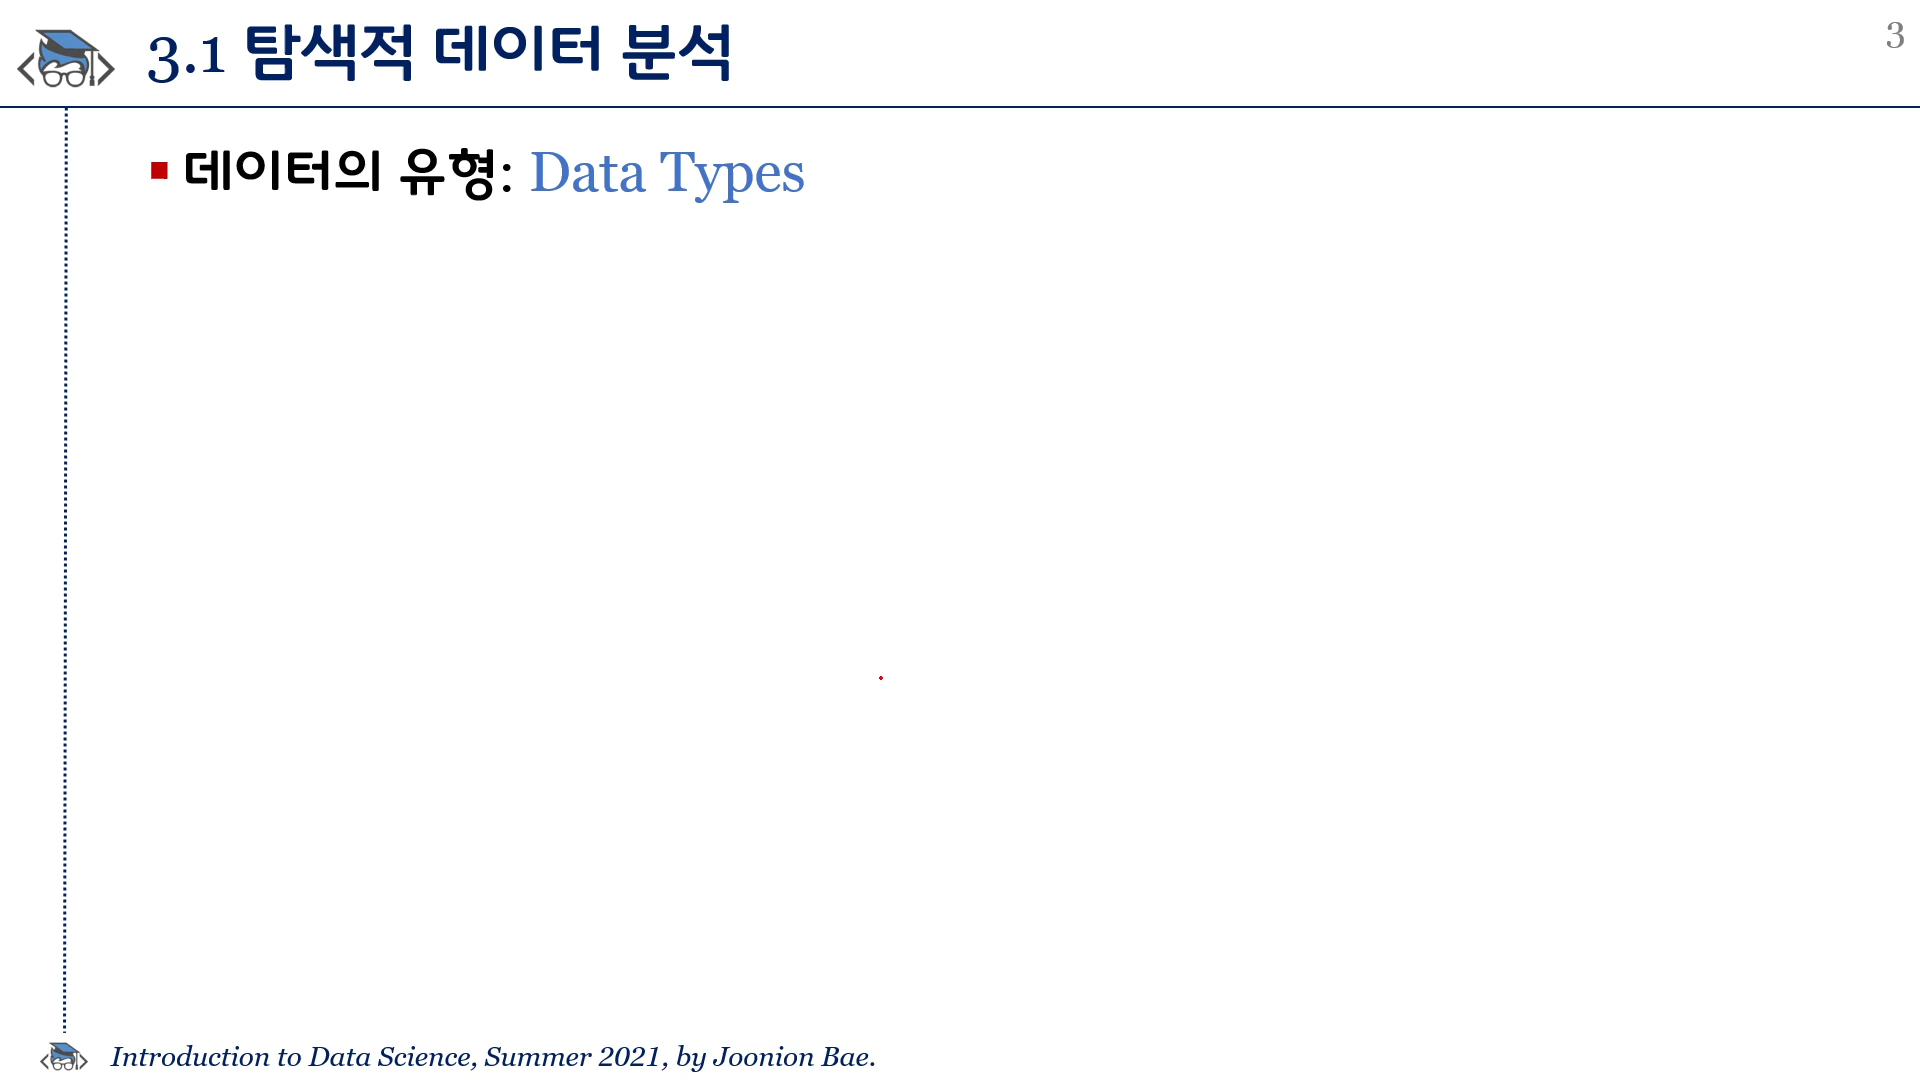 3.1 탐색적 데이터 분석
3
데이터의 유형: Data Types
Introduction to Data Science, Summer 2021, by Joonion Bae.